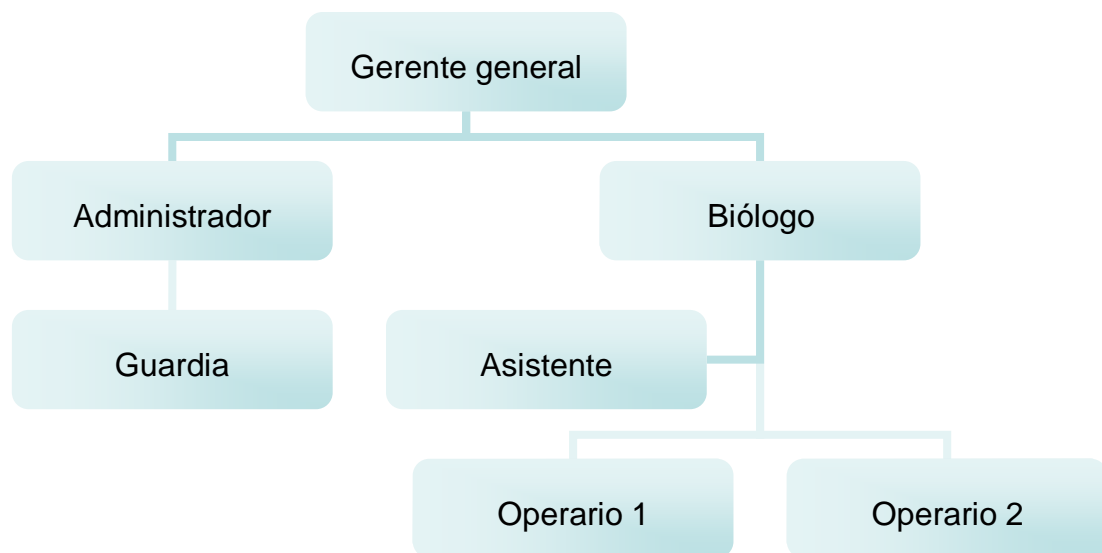 Gerente general
Administrador
Biólogo
Guardia
Asistente
Operario 1
Operario 2